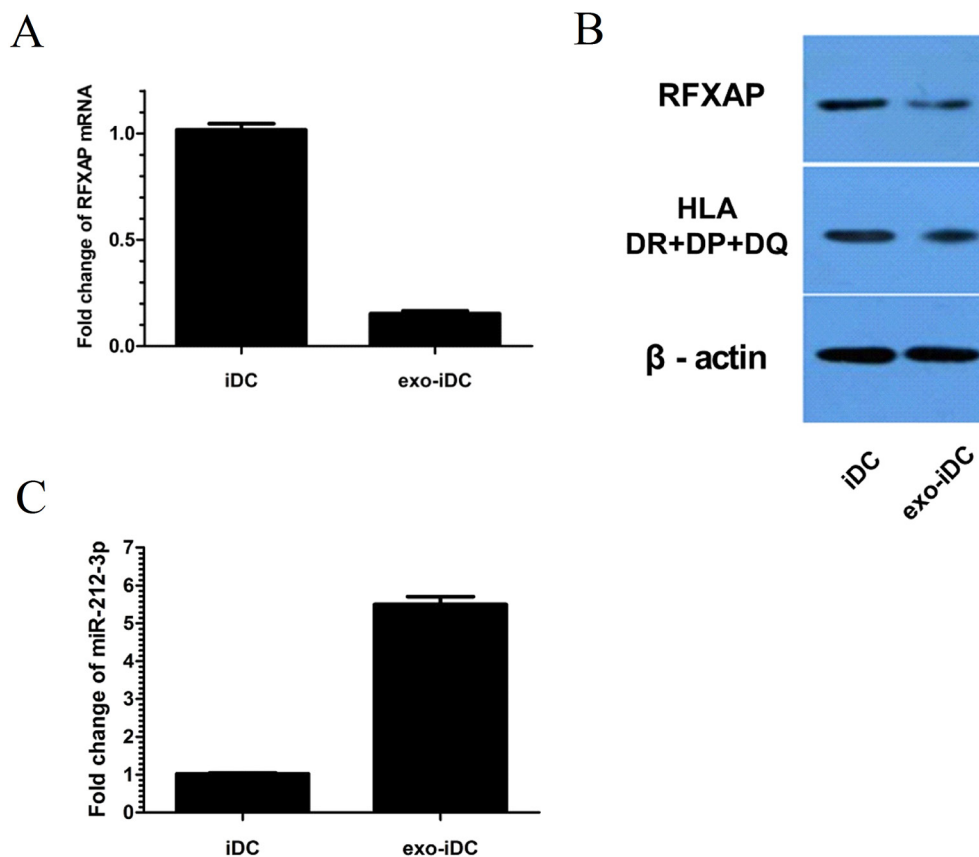 A
Fold change of RFXAP mRNA
1.0
0.5
0.0
iDC
exo-iDC
B
RFXAP
HLA
DR+DP+DQ
β - actin
iDC
exo-iDC
C
Fold change of miR-212-3p
7
6
5
4
3
2
1
0
iDC
exo-iDC